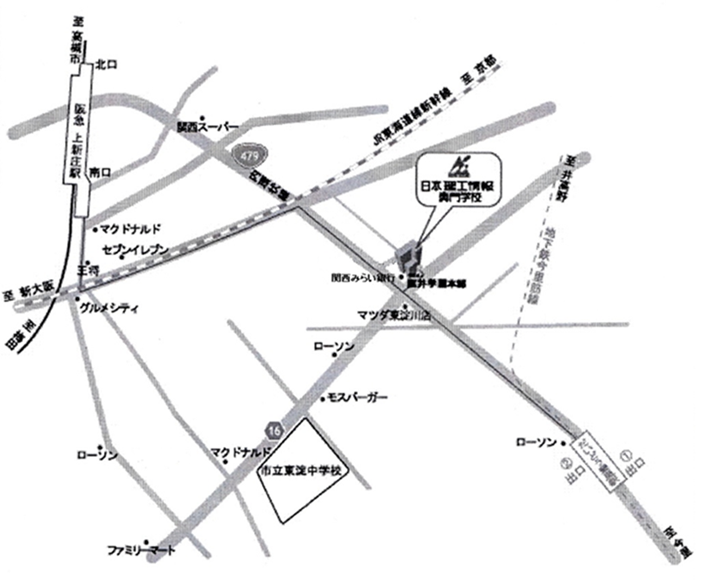 至 高槻市
北口
阪急 上新庄駅
南口
関西スーパー
479
JR東海道線新幹線
至 京都
日本理工情報
専門学校
至 井高野
地下鉄今里筋線
マクドナルド
セブンイレブン
王将
至 新大阪
グルメシティ
関西みらい銀行
マツダ東淀川店
ローソン
モスバーガー
16
マクドナルド
市立東淀中学校
ローソン
ファミリーマート
ローソン
①
出口
②
出口
至 今里